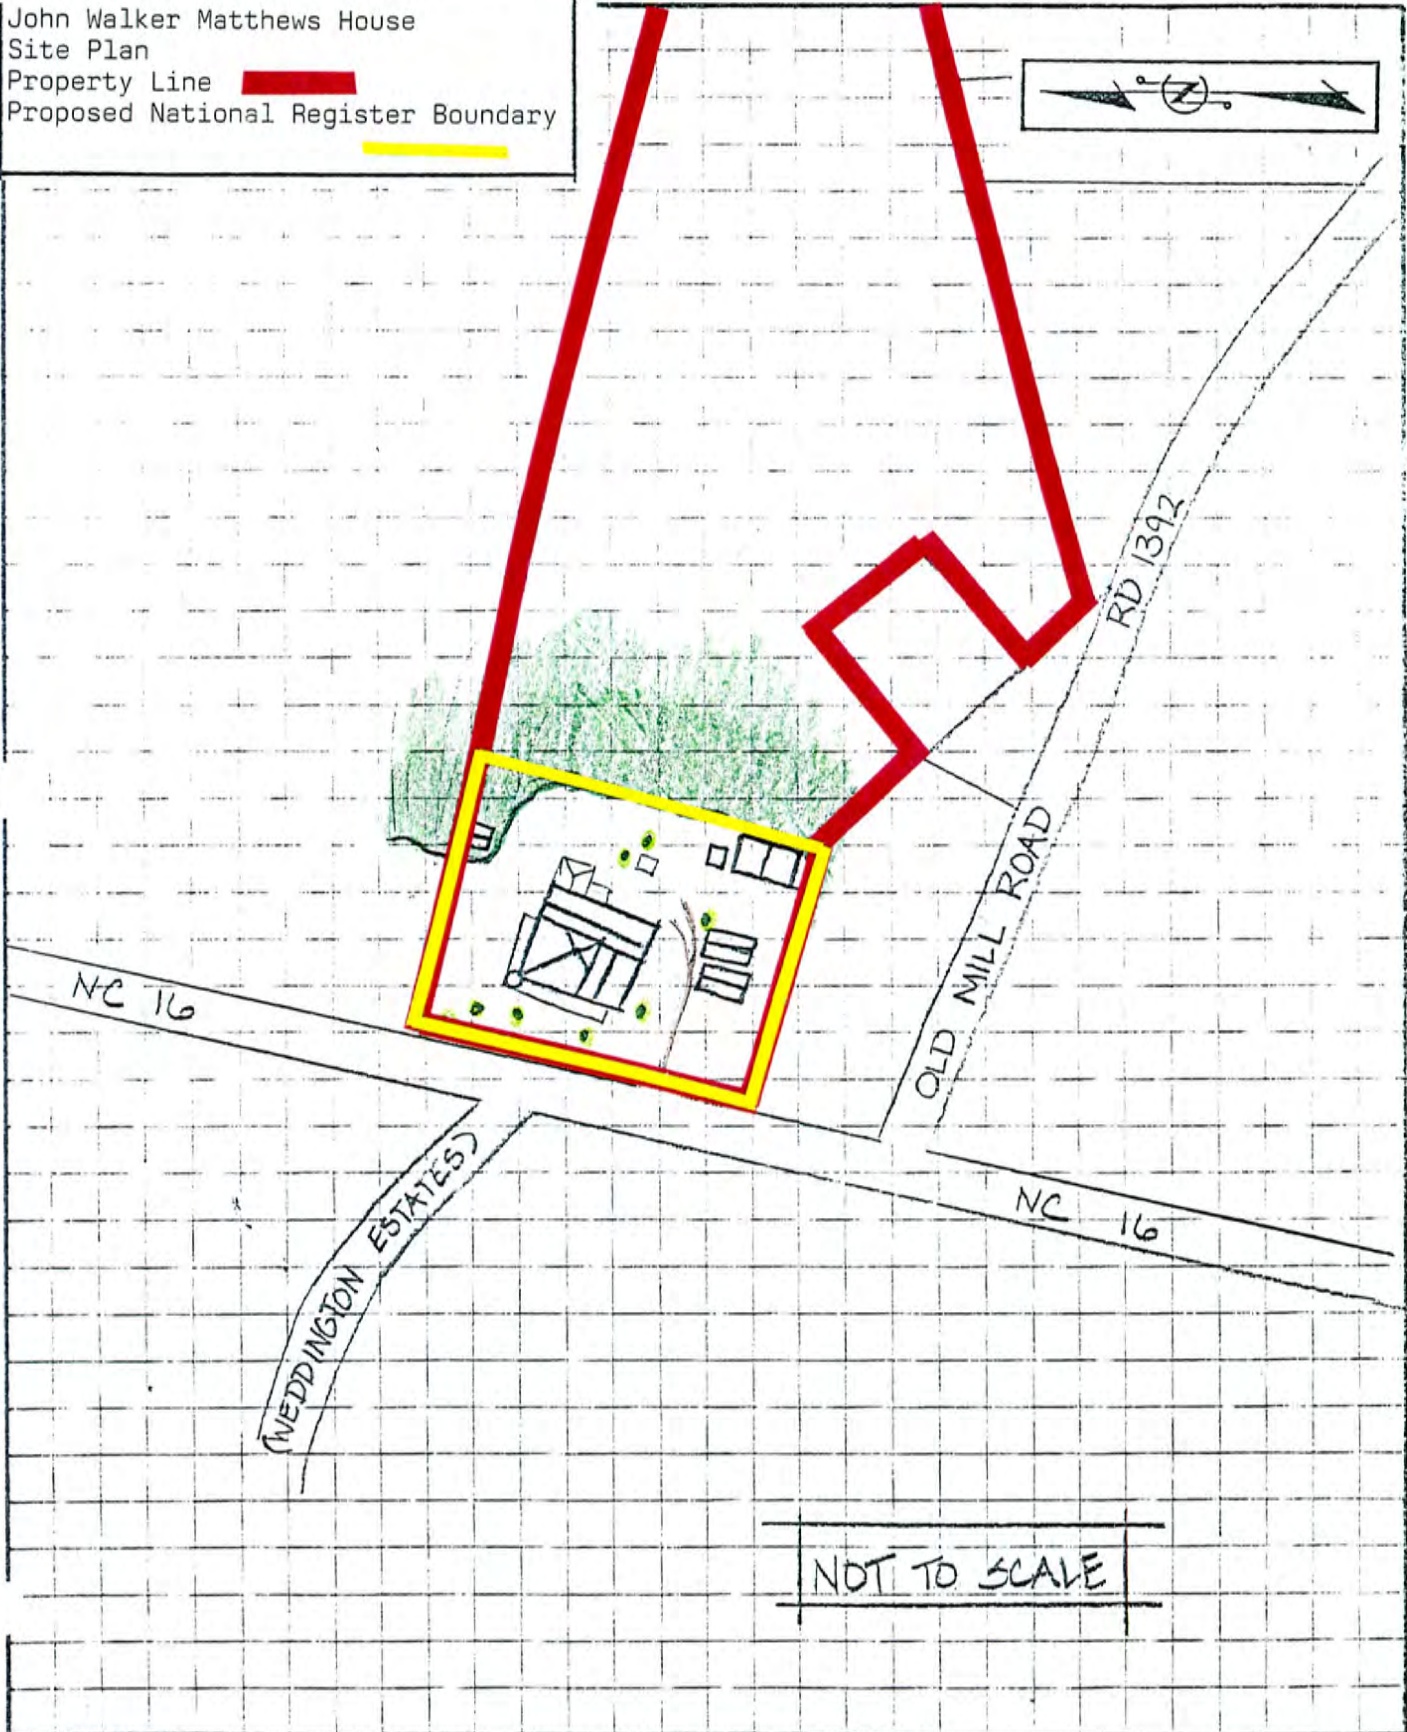 John Walker Matthews House
Site Plan
Property Line
Proposed National Register Boundary
N
RD 1392
OLD MILL ROAD
NC 16
NC 16
(WEDDINGTON ESTATES)
NOT TO SCALE